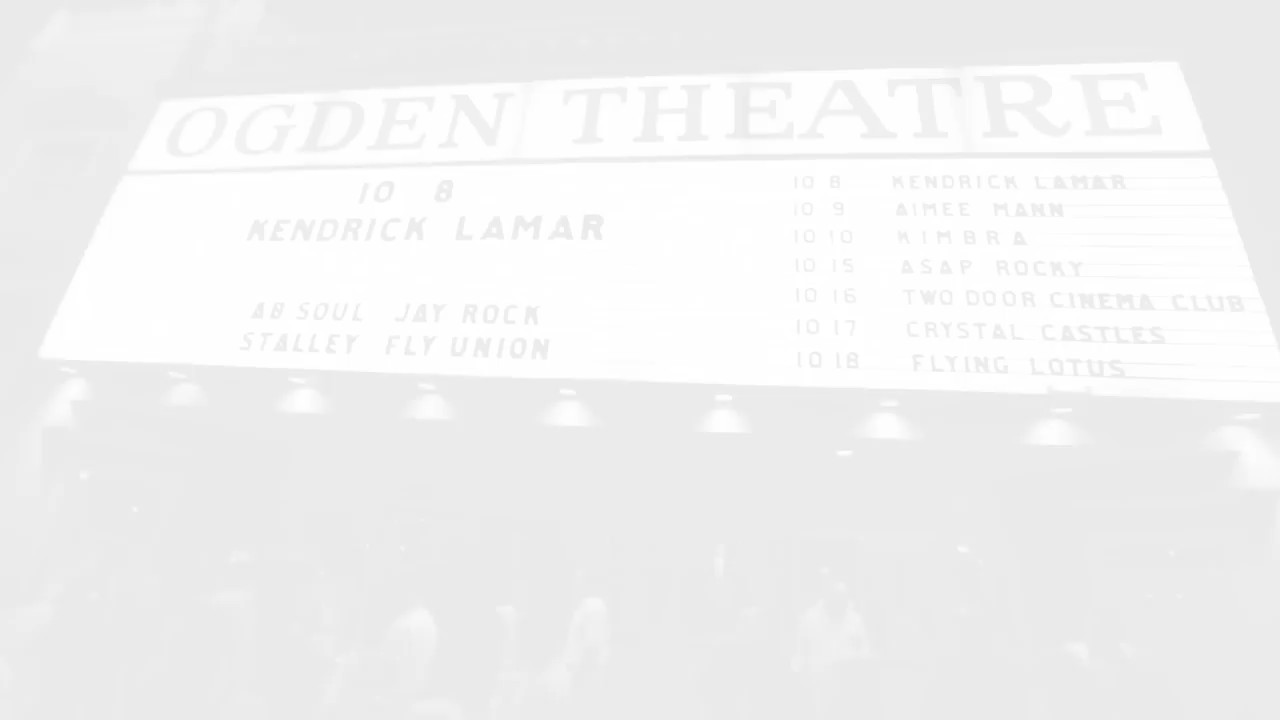 OGDEN THEATRE
10 8
KENDRICK LAMAR
AB SOUL JAY ROCK
STALLEY FLY UNION
10 8 KENDRICK LAMAR
10 9 AIMEE MANN
10 10 KIMBRA
10 15 ASAP ROCKY
10 16 TWO DOOR CINEMA CLUB
10 17 CRYSTAL CASTLES
10 18 FLYING LOTUS